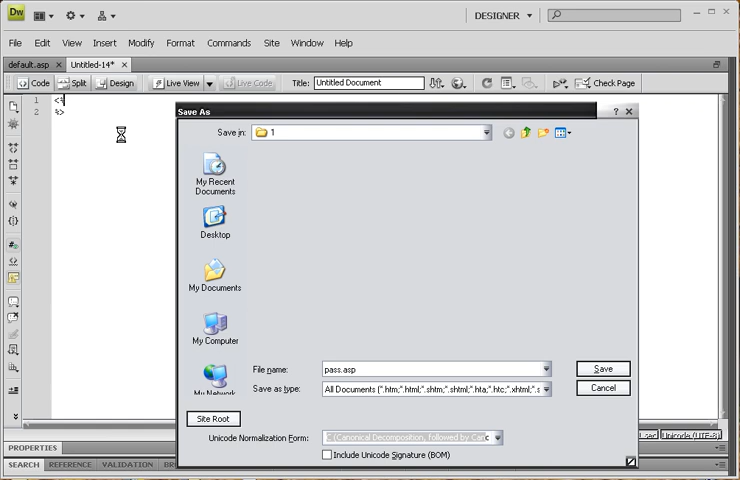 Dw
DESIGNER
File Edit View Insert Modify Format Commands Site Window Help
default.asp Untitled-14*
Code Split Design Live View Live Code Title: Untitled Document Check Page
1 <%
2 %>
Save As
Save in: 1
My Recent
Documents
Desktop
My Documents
My Computer
My Network
File name: pass.asp Save
Save as type: All Documents (*.htm;*.html;*.shtm;*.shtml;*.hta;*.htc;*.xhtml;*.s Cancel
Site Root
Unicode Normalization Form: C (Canonical Decomposition, followed by Can
Include Unicode Signature (BOM)
sec Unicode (UTF-8)
PROPERTIES
SEARCH REFERENCE VALIDATION BR